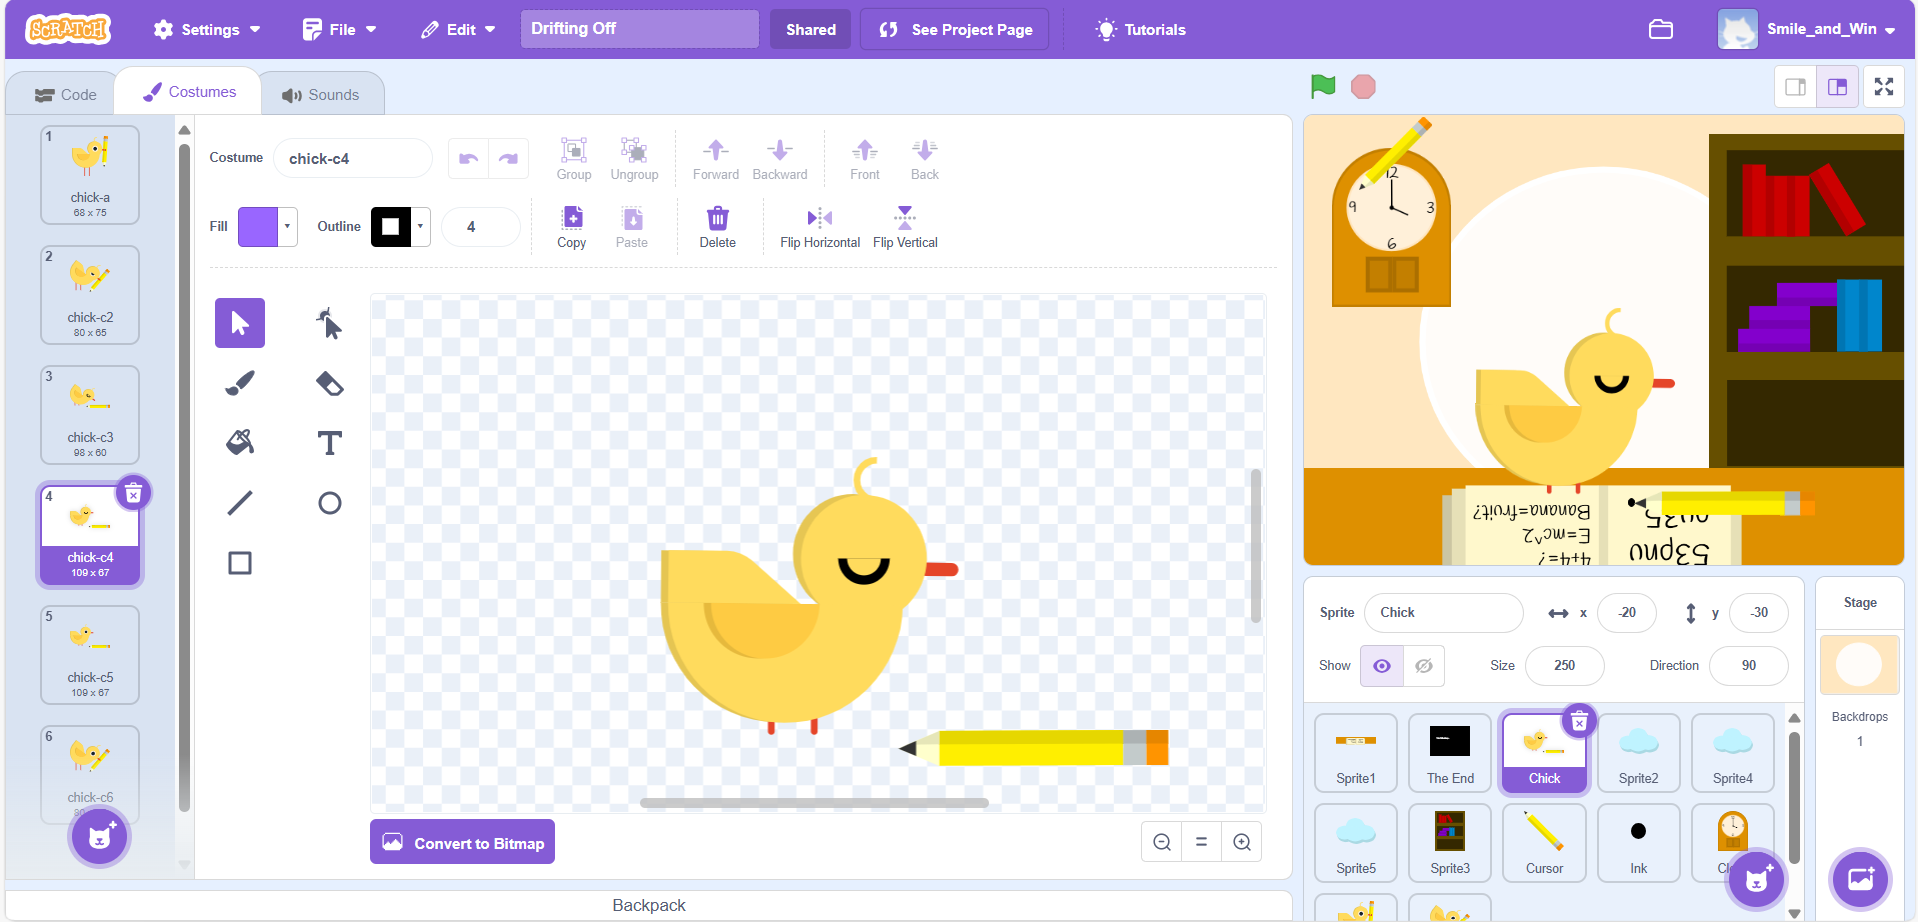 SCRATCH
Settings
File
Edit
Drifting Off
Shared
See Project Page
Tutorials
Smile_and_Win
Code
Costumes
Sounds
1
chick-a
68 x 75
2
chick-c2
80 x 65
3
chick-c3
98 x 60
4
chick-c4
109 x 67
5
chick-c5
109 x 67
6
chick-c6
Costume
chick-c4
Group
Ungroup
Forward
Backward
Front
Back
Fill
Outline
4
Copy
Paste
Delete
Flip Horizontal
Flip Vertical
T
Convert to Bitmap
Backpack
12
9
3
6
Banana=fruit?
E=mc^2
4+4=?
Sprite
Chick
x
-20
y
-30
Show
Size
250
Direction
90
Stage
Backdrops
1
Sprite1
The End
Chick
Sprite2
Sprite4
Sprite5
Sprite3
Cursor
Ink